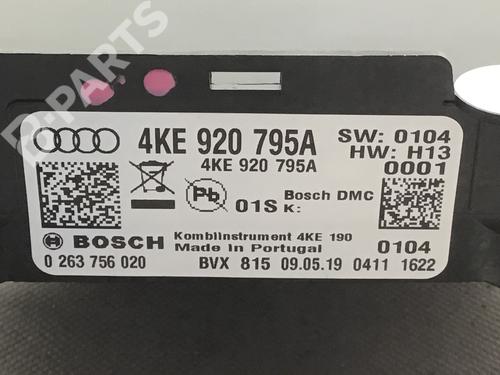 B-PARTS
4KE 920 795A SW: 0104
4KE 920 795A HW: H13
0001
Pb 01S Bosch DMC
K:
BOSCH Kombiinstrument 4KE 190
Made in Portugal 0104
0 263 756 020 BVX 815 09.05.19 0411 1622